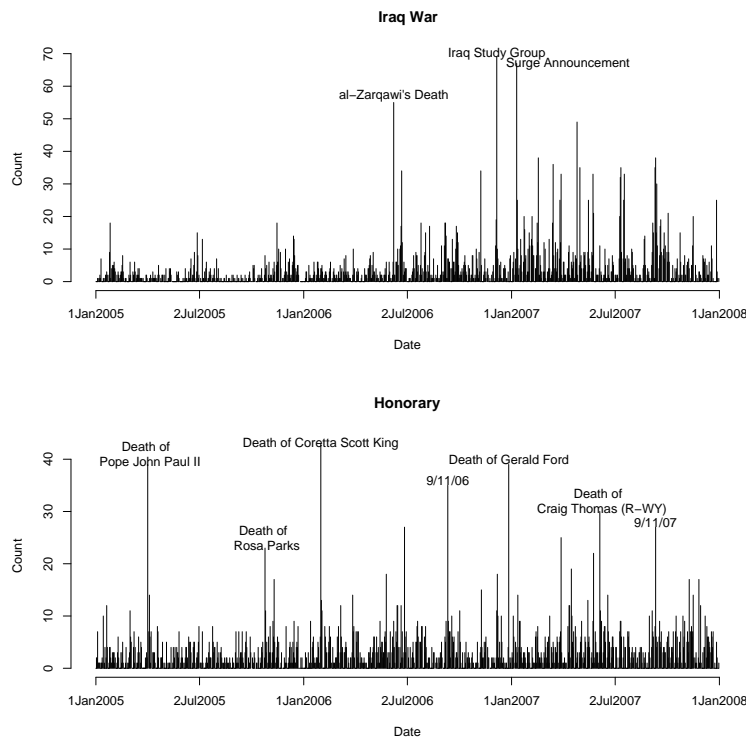 Iraq War
Iraq Study Group
Surge Announcement
al−Zarqawi's Death
Count
70
60
50
40
30
20
10
0
1Jan2005
2Jul2005
1Jan2006
2Jul2006
1Jan2007
2Jul2007
1Jan2008
Date
Honorary
Death of
Pope John Paul II
Death of Coretta Scott King
Death of Gerald Ford
9/11/06
Death of
Craig Thomas (R−WY)
9/11/07
Death of
Rosa Parks
Count
40
30
20
10
0
1Jan2005
2Jul2005
1Jan2006
2Jul2006
1Jan2007
2Jul2007
1Jan2008
Date